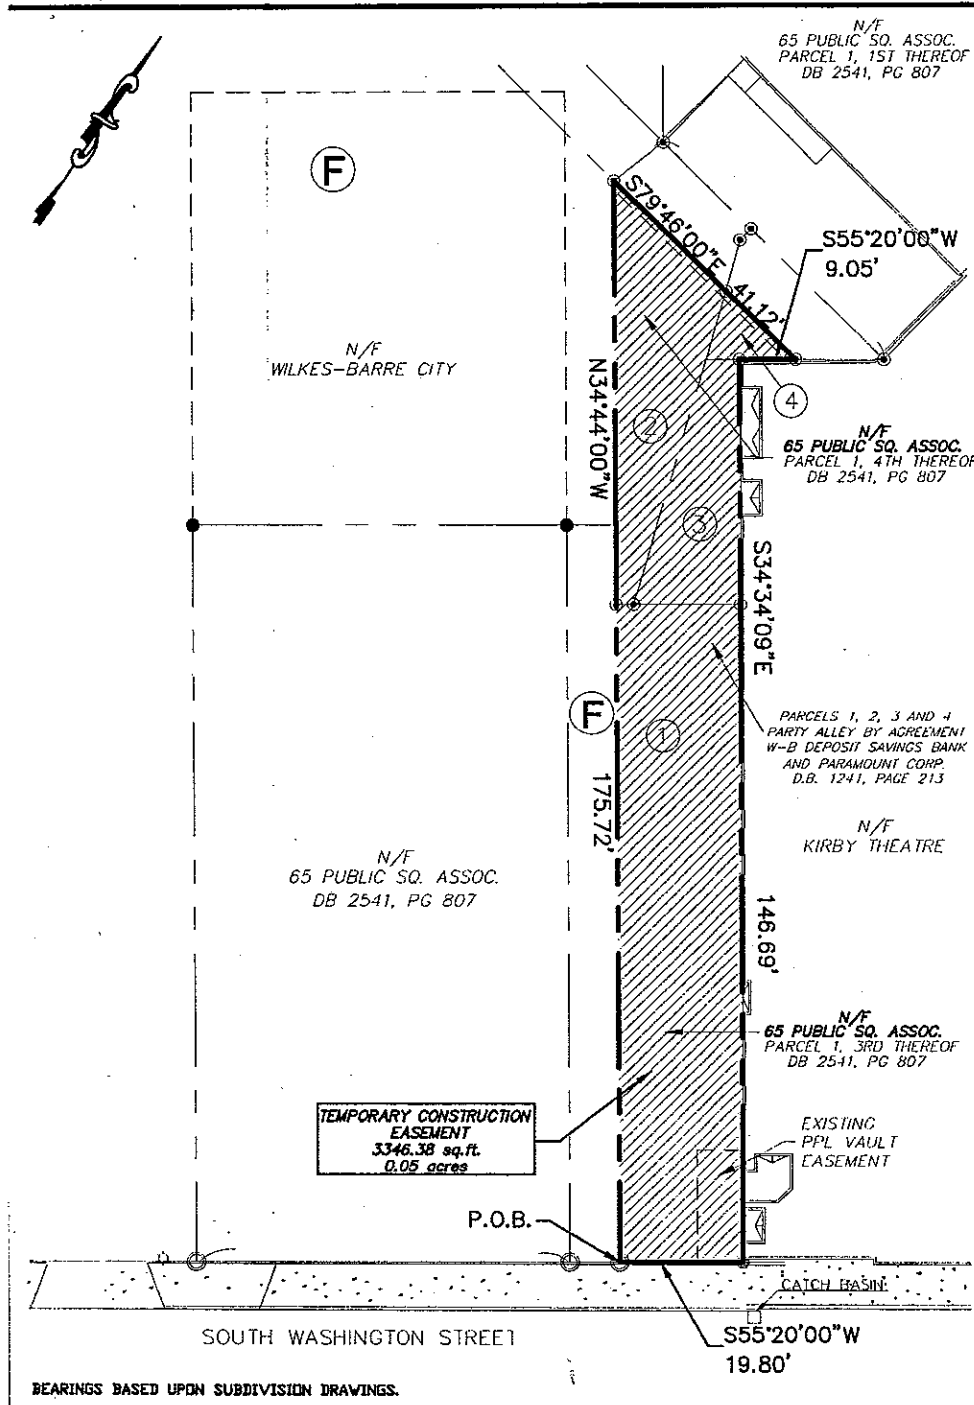 N/F
65 PUBLIC SQ. ASSOC.
PARCEL 1, 1ST THEREOF
DB 2541, PG 807
F
S79°46'00"E 41.12'
S55°20'00"W
9.05'
N/F
WILKES-BARRE CITY
N34°44'00"W
175.72'
2
4
N/F
65 PUBLIC SQ. ASSOC.
PARCEL 1, 4TH THEREOF
DB 2541, PG 807
3
S34°34'09"E
146.69'
F
1
PARCELS 1, 2, 3 AND 4
PARTY ALLEY BY AGREEMENT
W-B DEPOSIT SAVINGS BANK
AND PARAMOUNT CORP.
D.B. 1241, PAGE 213
N/F
KIRBY THEATRE
N/F
65 PUBLIC SQ. ASSOC.
DB 2541, PG 807
N/F
65 PUBLIC SQ. ASSOC.
PARCEL 1, 3RD THEREOF
DB 2541, PG 807
TEMPORARY CONSTRUCTION
EASEMENT
3346.38 sq.ft.
0.05 acres
EXISTING
PPL VAULT
EASEMENT
P.O.B.
CATCH BASIN
SOUTH WASHINGTON STREET
S55°20'00"W
19.80'
BEARINGS BASED UPON SUBDIVISION DRAWINGS.